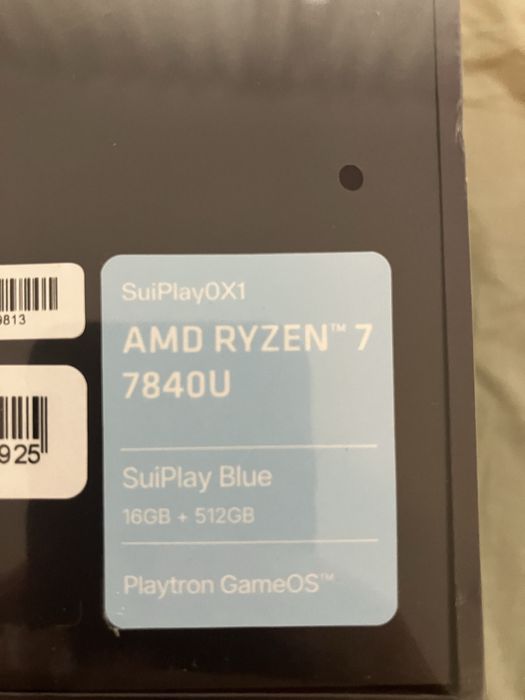 SuiPlay0X1
9813
AMD RYZEN™ 7
7840U
925
SuiPlay Blue
16GB + 512GB
Playtron GameOS™